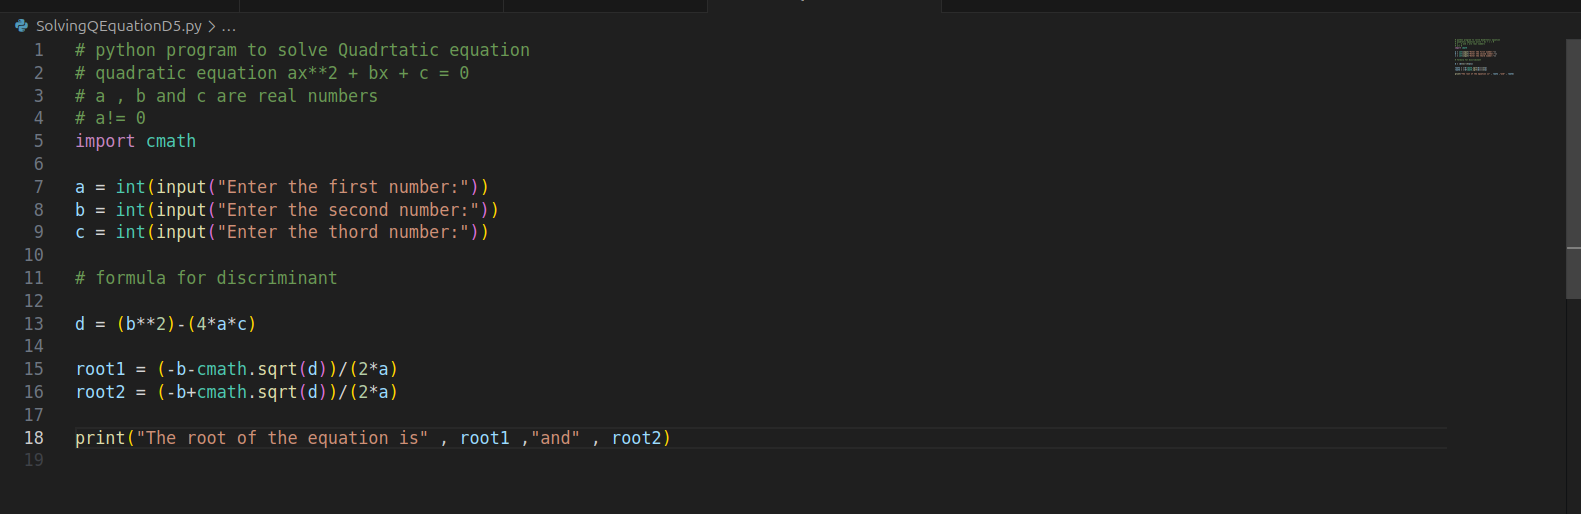 SolvingQEquationD5.py > ...
1 # python program to solve Quadrtatic equation
2 # quadratic equation ax**2 + bx + c = 0
3 # a , b and c are real numbers
4 # a!= 0
5 import cmath
6
7 a = int(input("Enter the first number:"))
8 b = int(input("Enter the second number:"))
9 c = int(input("Enter the thord number:"))
10
11 # formula for discriminant
12
13 d = (b**2)-(4*a*c)
14
15 root1 = (-b-cmath.sqrt(d))/(2*a)
16 root2 = (-b+cmath.sqrt(d))/(2*a)
17
18 print("The root of the equation is" , root1 ,"and" , root2)
19